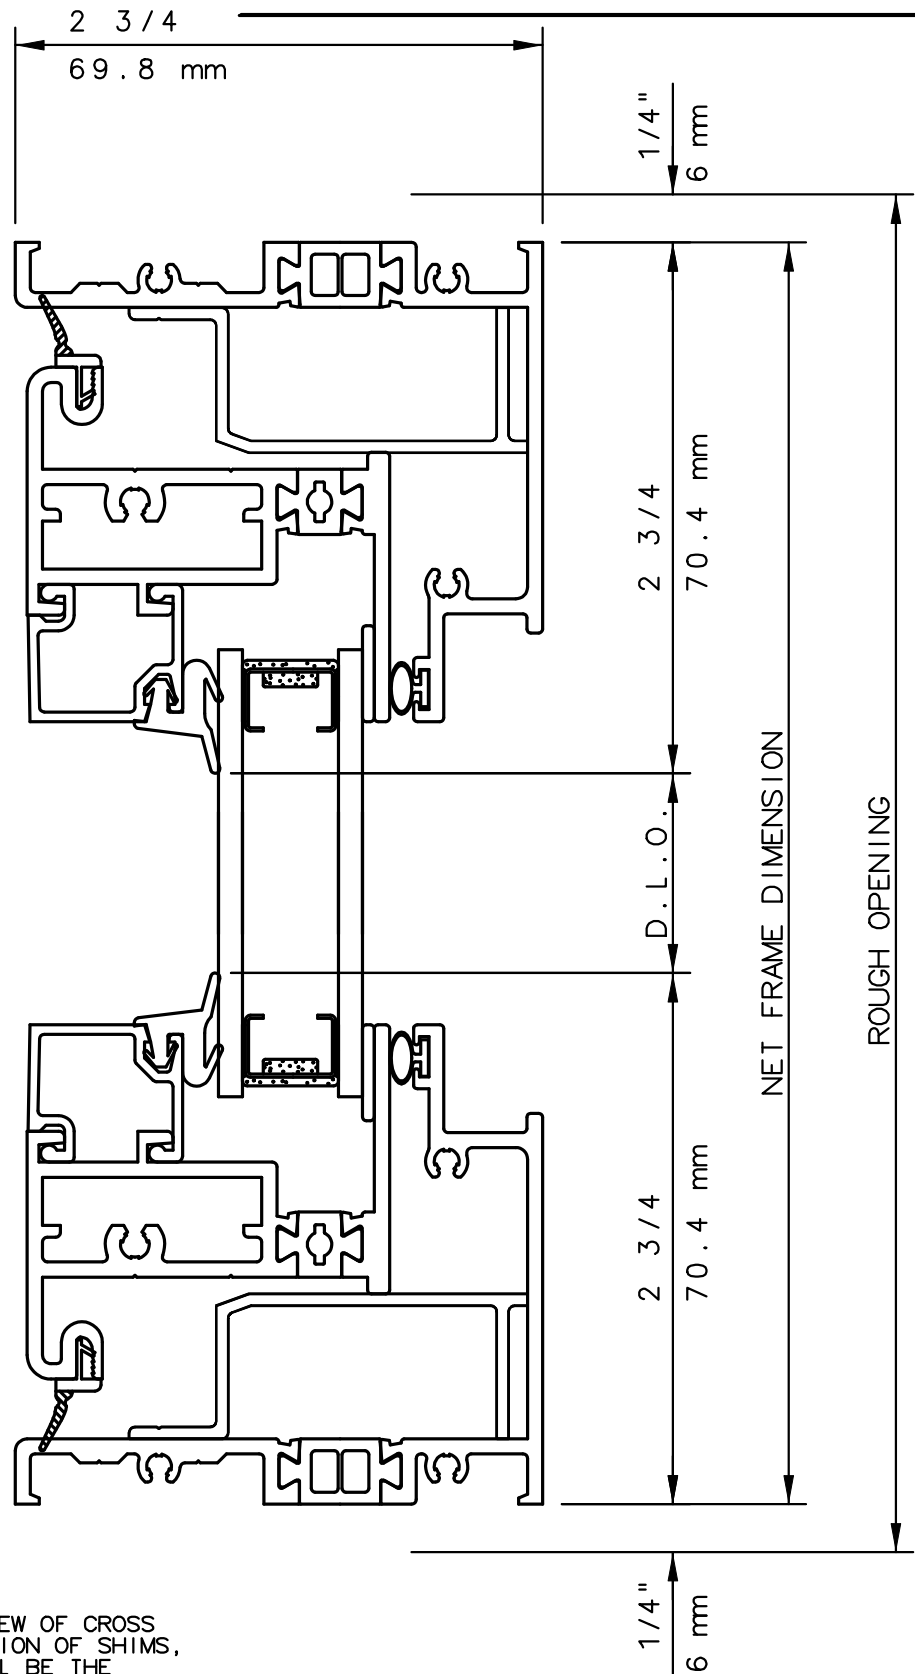 2 3/4
69.8 mm
1/4"
6 mm
2 3/4
70.4 mm
D.L.O.
NET FRAME DIMENSION
ROUGH OPENING
2 3/4
70.4 mm
1/4"
6 mm
EW OF CROSS
ION OF SHIMS,
L BE THE